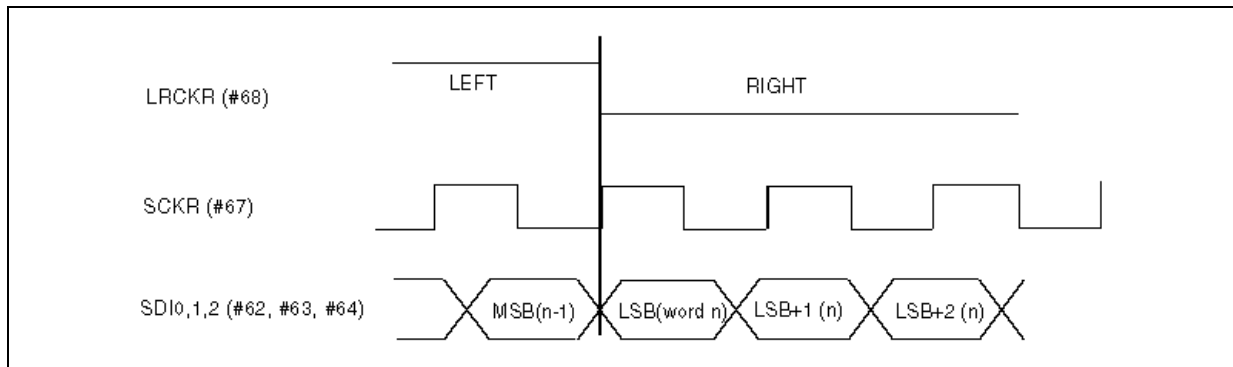 LEFT
RIGHT
LRCKR (#68)
SCKR (#67)
SDI0,1,2 (#62, #63, #64)
MSB(n-1)
LSB(word n)
LSB+1 (n)
LSB+2 (n)